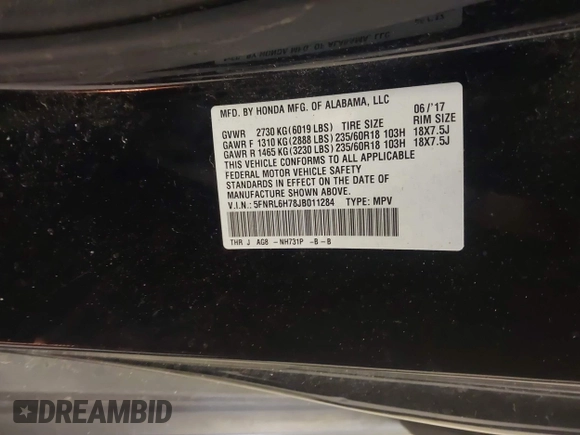 MFD. BY HONDA MFG. OF ALABAMA, LLC 06/'17
GVWR 2730 KG (6019 LBS) TIRE SIZE RIM SIZE
GAWR F 1310 KG (2888 LBS) 235/60R18 103H 18X7.5J
GAWR R 1465 KG (3230 LBS) 235/60R18 103H 18X7.5J
THIS VEHICLE CONFORMS TO ALL APPLICABLE
FEDERAL MOTOR VEHICLE SAFETY
STANDARDS IN EFFECT ON THE DATE OF
MANUFACTURE SHOWN ABOVE.
V.I.N.: 5FNRL6H78JB011284 TYPE: MPV
THR J AG8 - NH731P - B - B
DREAMBID